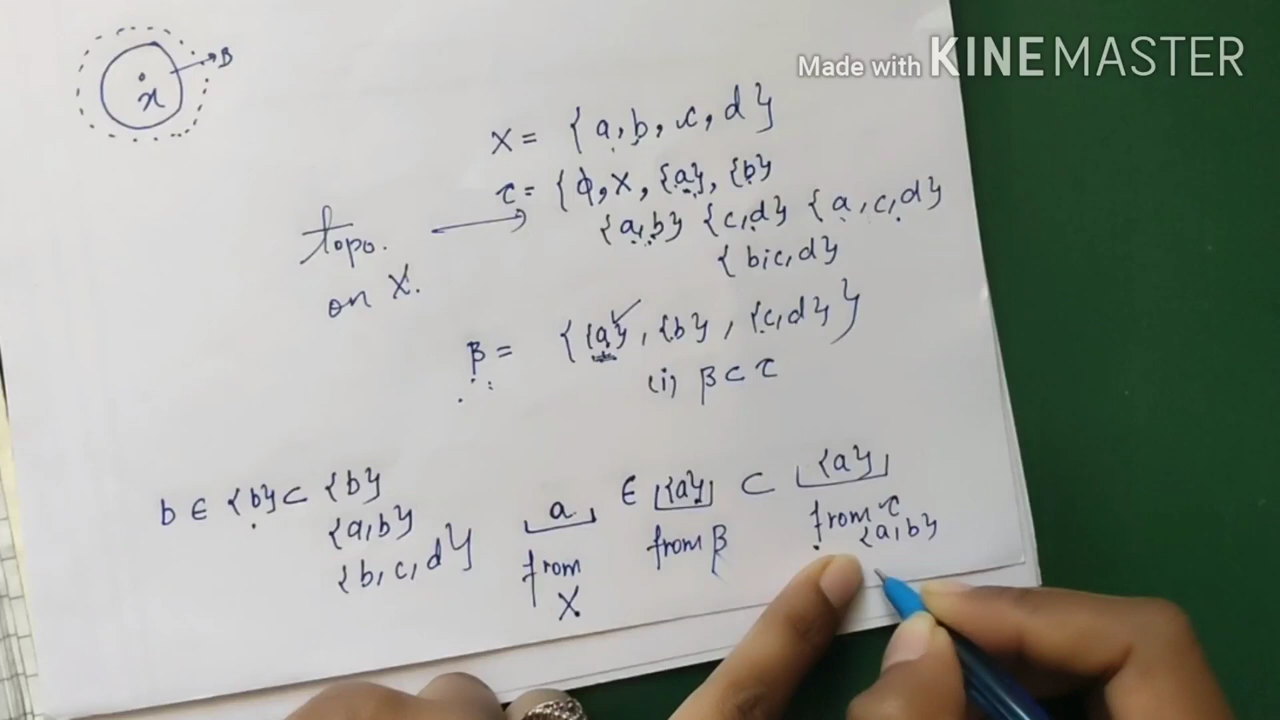 Made with KINEMASTER
B
x
X = {a, b, c, d}
τ = {ϕ, X, {a}, {b}
{a,b} {c,d} {a,c,d}
{b,c,d}
topo.
on X.
β = {{a}, {b}, {c,d}}
(i) β ⊂ τ
b ∈ {b} ⊂ {b}
{a,b}
{b,c,d}
a ∈ {a} ⊂ {a}
from X
from β
from τ
{a,b}